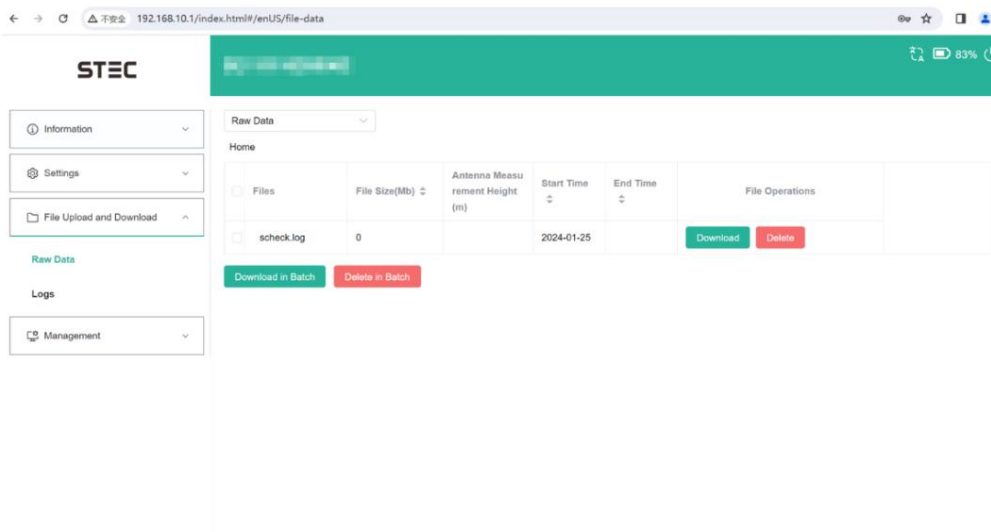 不安全 192.168.10.1/index.html#/enUS/file-data
STEC
83%
Information
Settings
File Upload and Download
Raw Data
Logs
Management
Raw Data
Home
Files
File Size(Mb)
Antenna Measu
rement Height
(m)
Start Time
End Time
File Operations
scheck.log 0 2024-01-25 Download Delete
Download in Batch Delete in Batch